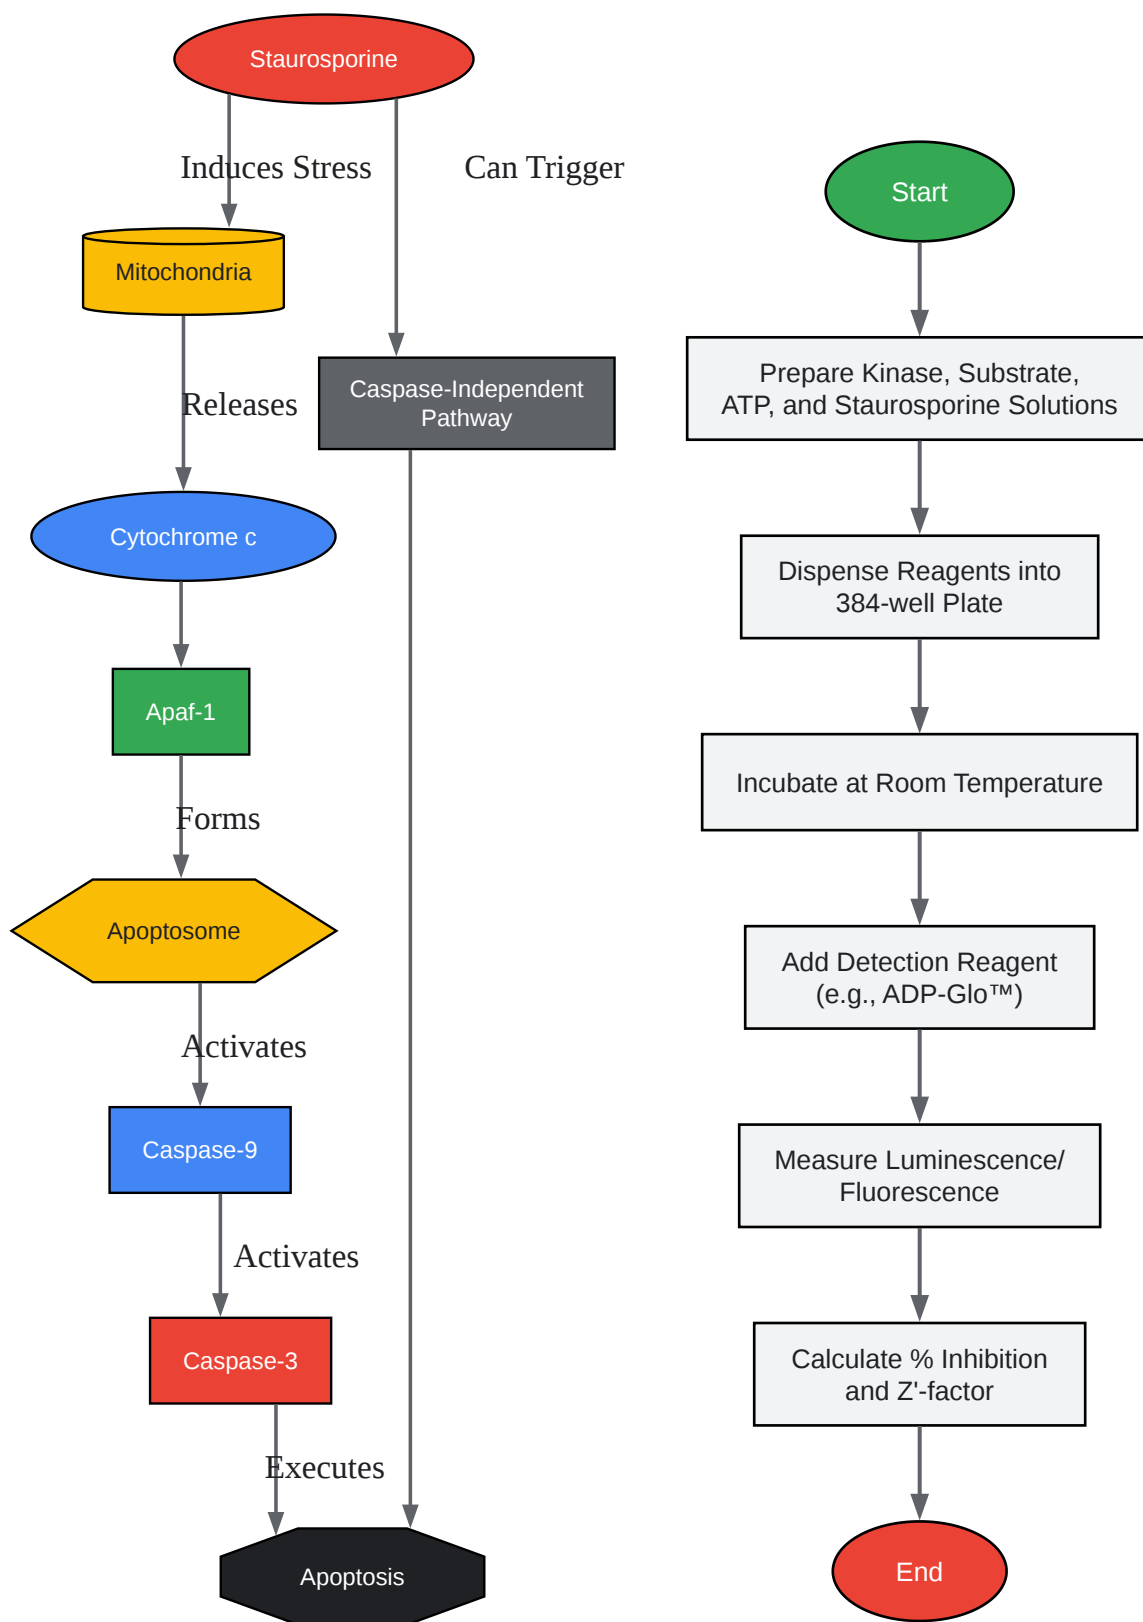 Staurosporine
Induces Stress
Can Trigger
Mitochondria
Releases
Caspase-Independent
Pathway
Cytochrome c
Apaf-1
Forms
Apoptosome
Activates
Caspase-9
Activates
Caspase-3
Executes
Apoptosis
Start
Prepare Kinase, Substrate,
ATP, and Staurosporine Solutions
Dispense Reagents into
384-well Plate
Incubate at Room Temperature
Add Detection Reagent
(e.g., ADP-Glo™)
Measure Luminescence/
Fluorescence
Calculate % Inhibition
and Z'-factor
End